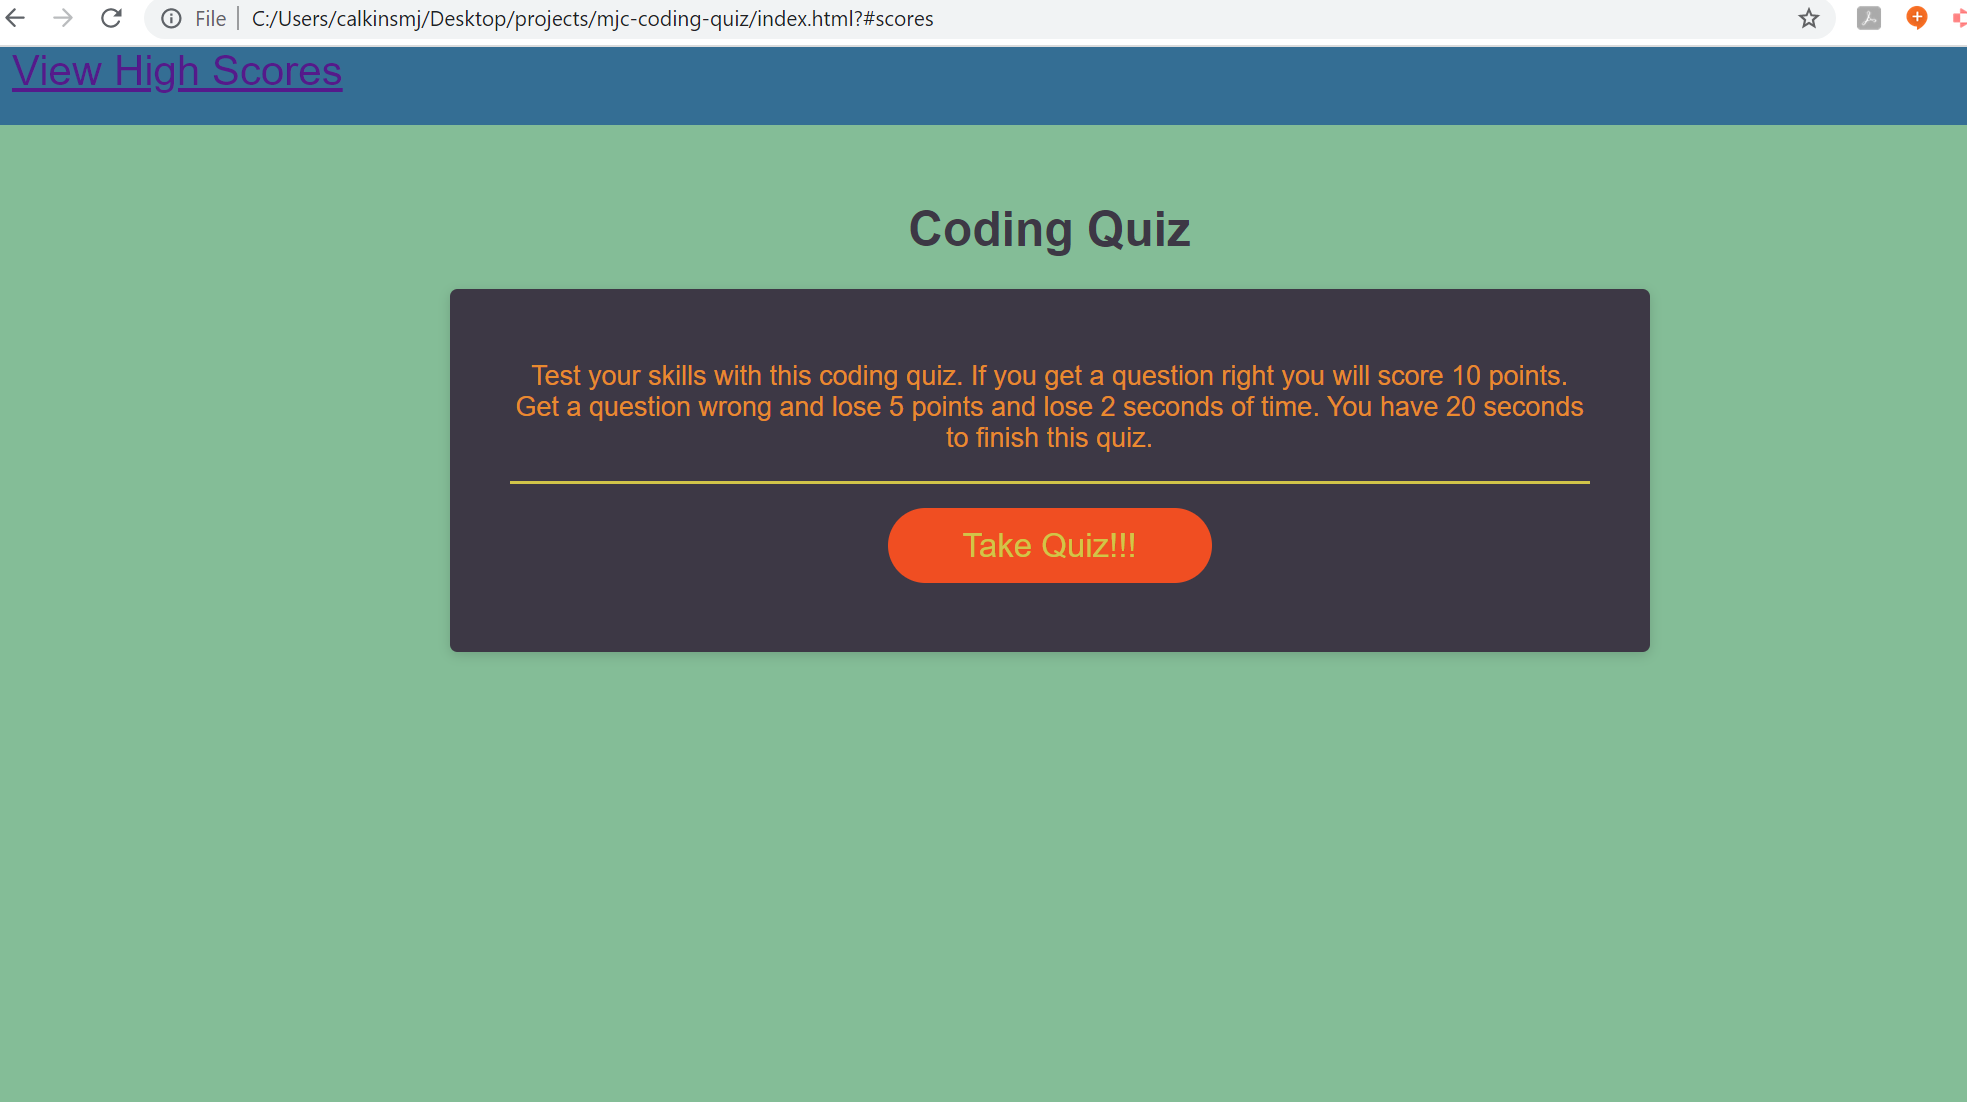 File C:/Users/calkinsmj/Desktop/projects/mjc-coding-quiz/index.html?#scores
View High Scores
Coding Quiz
Test your skills with this coding quiz. If you get a question right you will score 10 points.
Get a question wrong and lose 5 points and lose 2 seconds of time. You have 20 seconds
to finish this quiz.
Take Quiz!!!